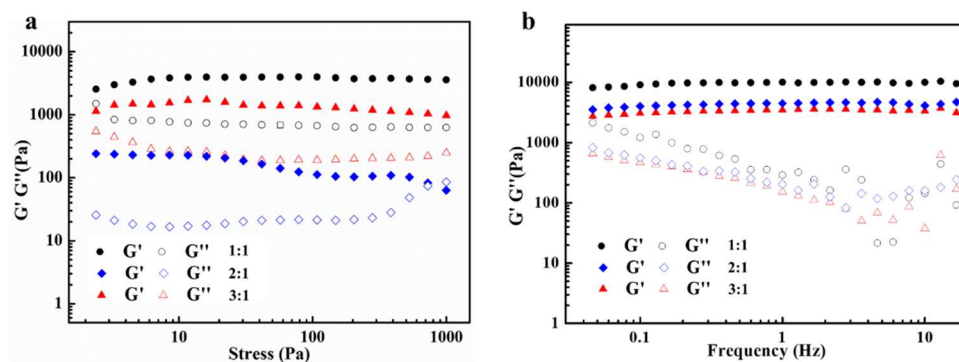 a
10000
1000
100
10
1
G' G''(Pa)
G' G'' 1:1
G' G'' 2:1
G' G'' 3:1
10 100 1000
Stress (Pa)
b
100000
10000
1000
100
10
1
G' G''(Pa)
G' G'' 1:1
G' G'' 2:1
G' G'' 3:1
0.1 1 10
Frequency (Hz)